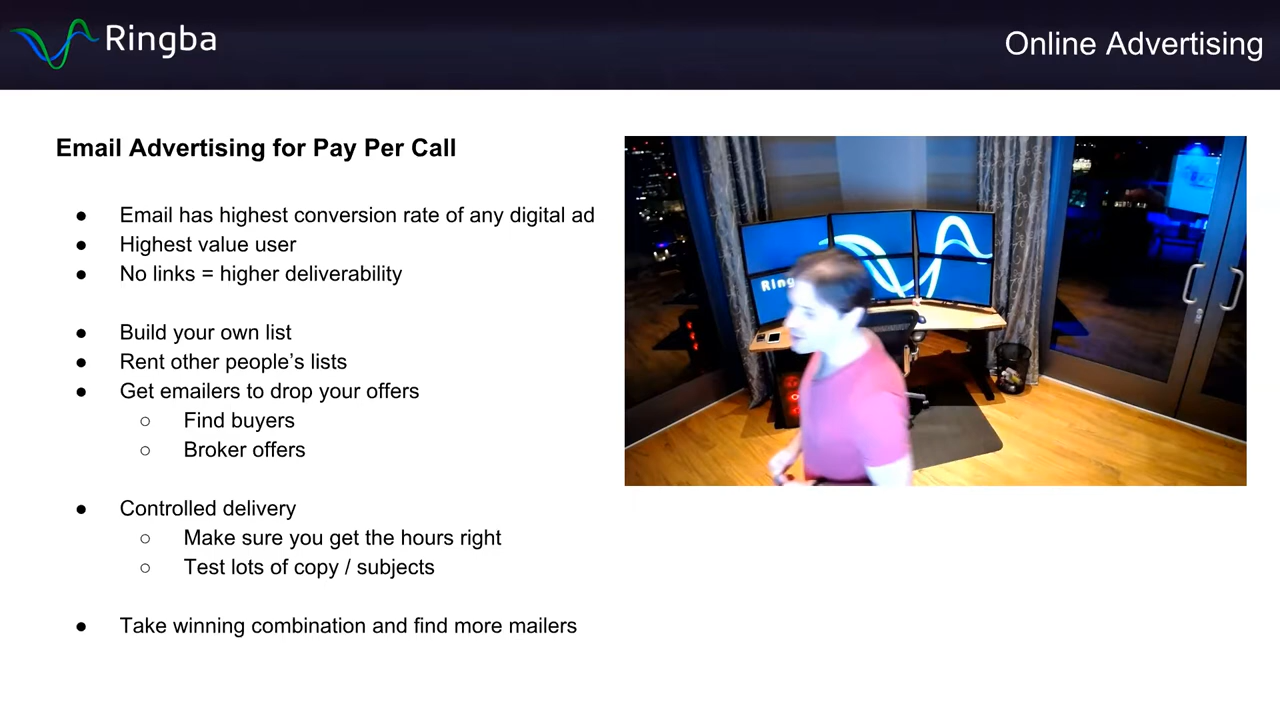 Ringba
Online Advertising
Email Advertising for Pay Per Call
● Email has highest conversion rate of any digital ad
● Highest value user
● No links = higher deliverability
● Build your own list
● Rent other people’s lists
● Get emailers to drop your offers
○ Find buyers
○ Broker offers
● Controlled delivery
○ Make sure you get the hours right
○ Test lots of copy / subjects
● Take winning combination and find more mailers
Ring